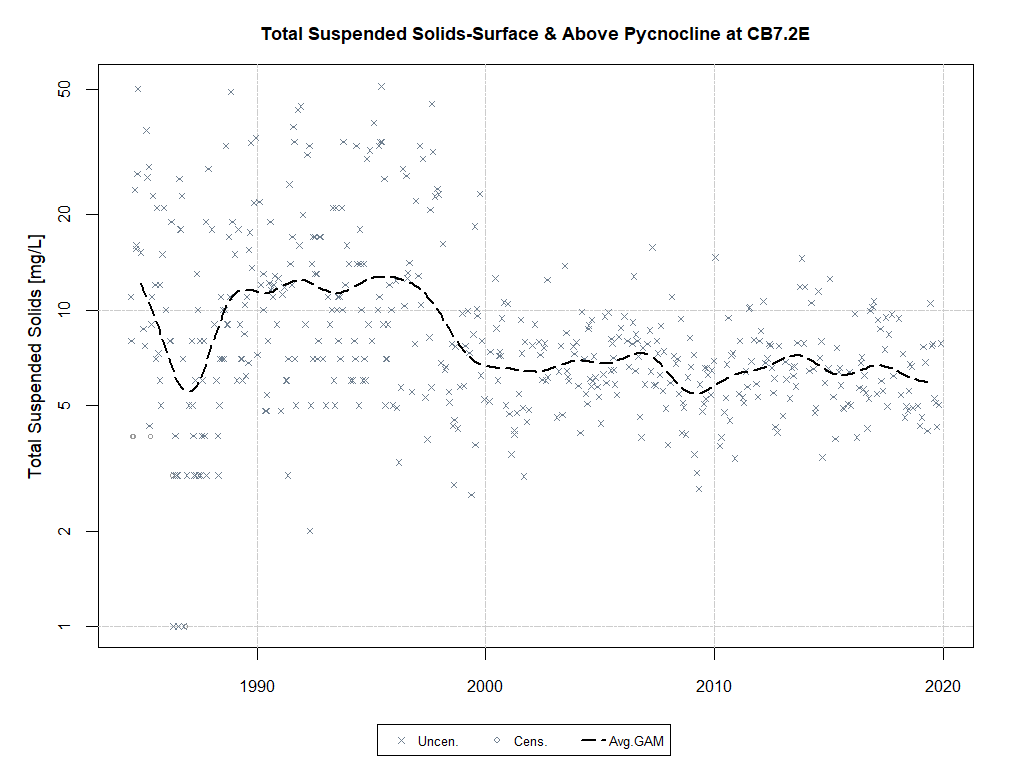 Total Suspended Solids-Surface & Above Pycnocline at CB7.2E
Total Suspended Solids [mg/L]
50
20
10
5
2
1
1990 2000 2010 2020
Uncen. Cens. Avg.GAM